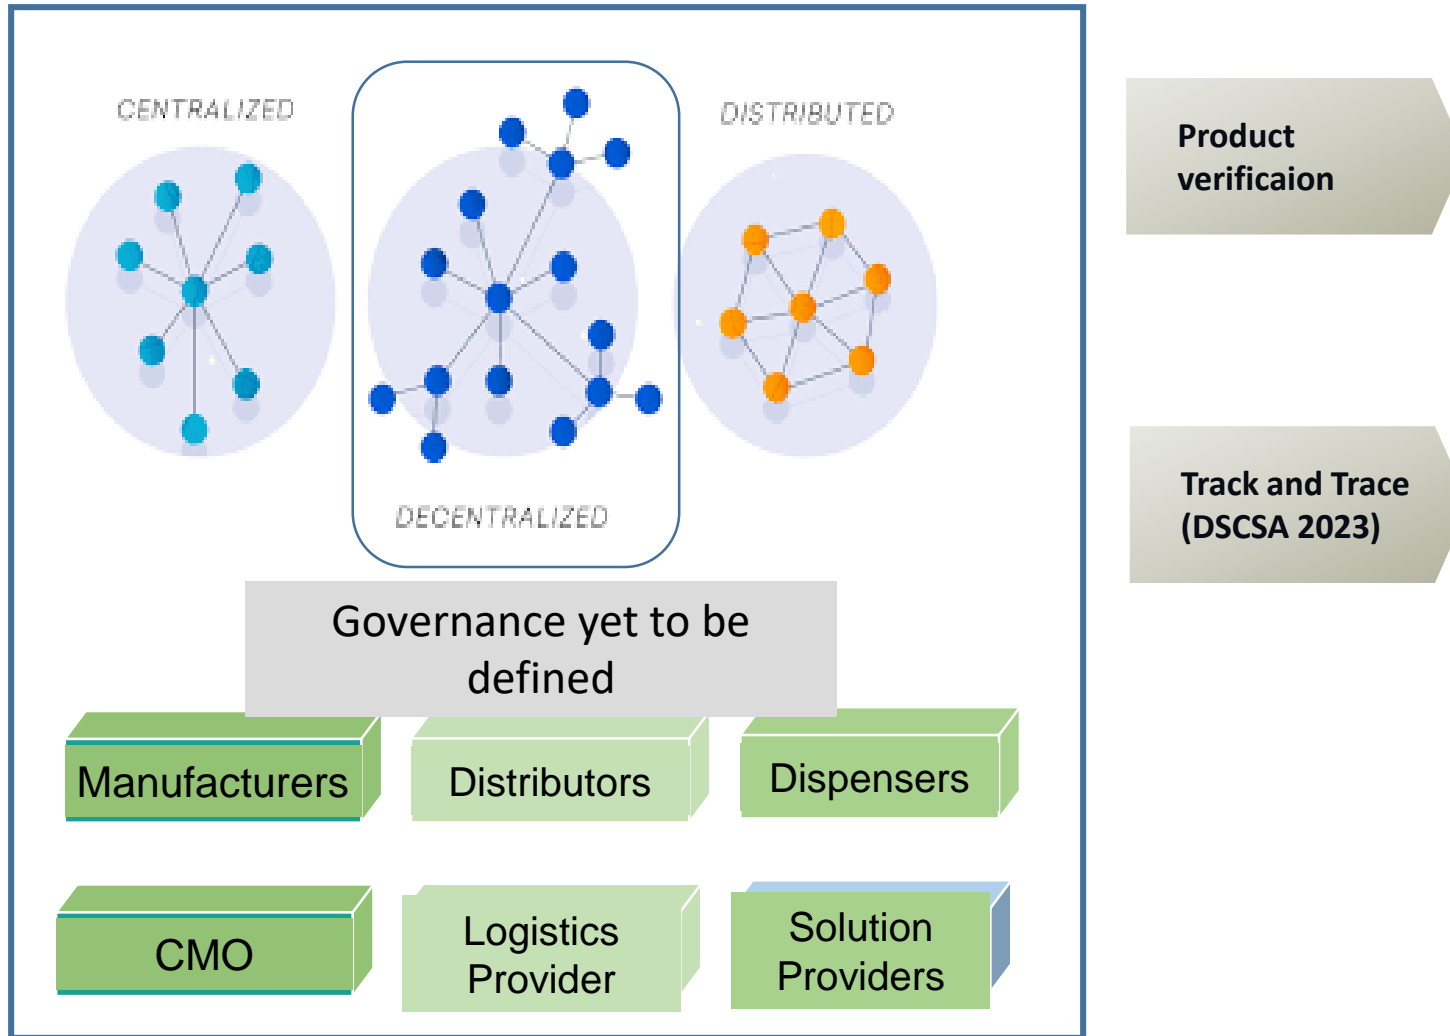 CENTRALIZED
DISTRIBUTED
DECENTRALIZED
Governance yet to be
defined
Manufacturers
Distributors
Dispensers
CMO
Logistics
Provider
Solution
Providers
Product
verificaion
Track and Trace
(DSCSA 2023)